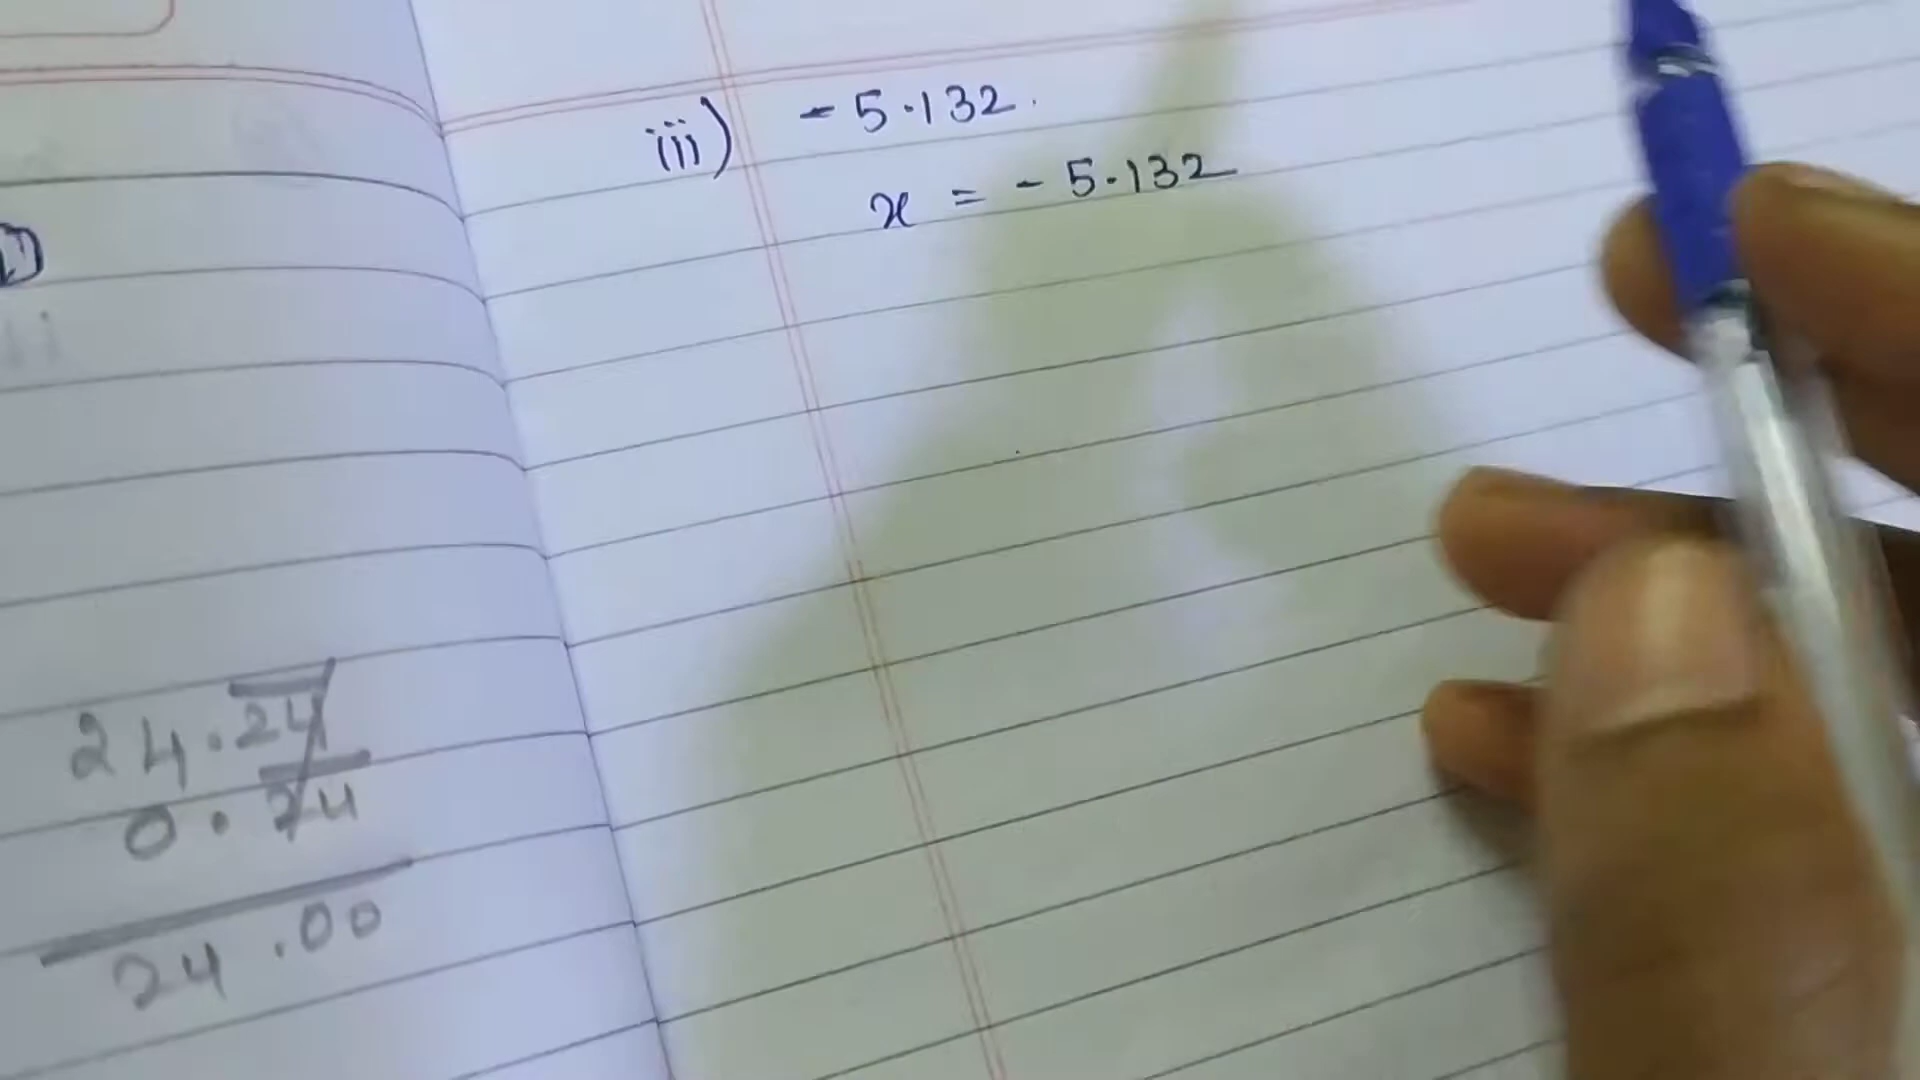 iii) - 5.132.
x = - 5.132
24.24
0.24
24.00